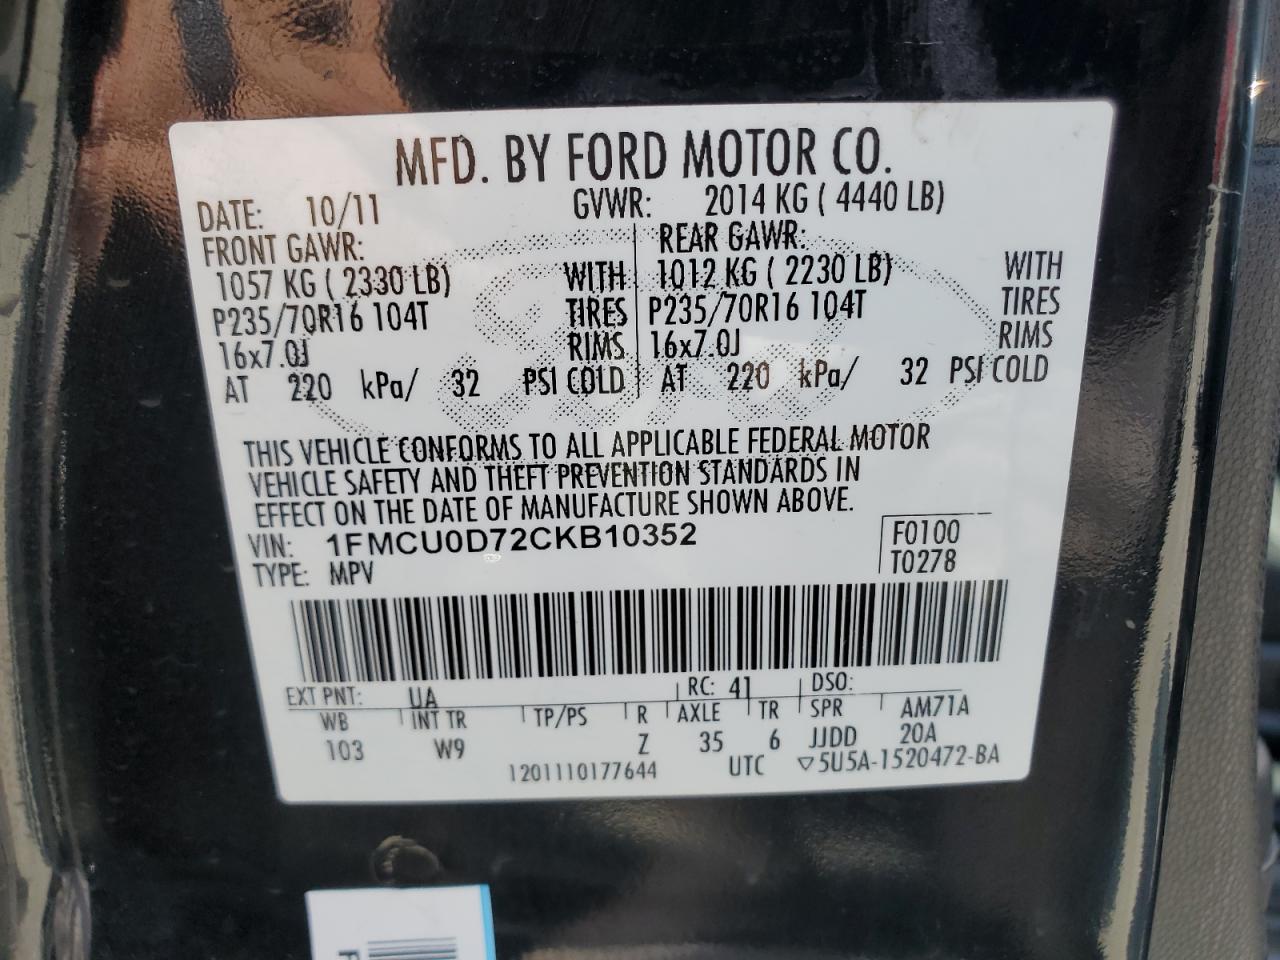 MFD. BY FORD MOTOR CO.
DATE: 10/11 GVWR: 2014 KG ( 4440 LB)
FRONT GAWR: REAR GAWR:
1057 KG ( 2330 LB) WITH 1012 KG ( 2230 LB) WITH
P235/70R16 104T TIRES P235/70R16 104T TIRES
16x7.0J RIMS 16x7.0J RIMS
AT 220 kPa/ 32 PSI COLD AT 220 kPa/ 32 PSI COLD
THIS VEHICLE CONFORMS TO ALL APPLICABLE FEDERAL MOTOR
VEHICLE SAFETY AND THEFT PREVENTION STANDARDS IN
EFFECT ON THE DATE OF MANUFACTURE SHOWN ABOVE.
VIN: 1FMCU0D72CKB10352 F0100
TYPE: MPV T0278
EXT PNT: UA RC: 41 DSO:
WB INT TR TP/PS R AXLE TR SPR AM71A
103 W9 Z 35 6 JJDD 20A
1201110177644 UTC ▽5U5A-1520472-BA
F